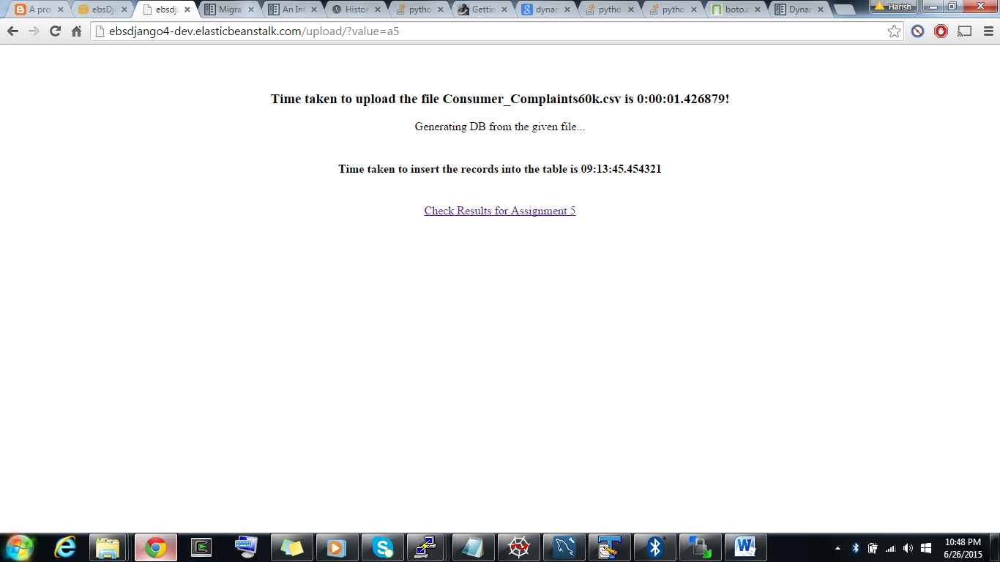 A pro
ebsDj
ebsdj
Migra
An Int
Histor
pytho
Gettin
dynar
pytho
pytho
boto.c
Dynar
Harish
ebsdjango4-dev.elasticbeanstalk.com/upload/?value=a5
Time taken to upload the file Consumer_Complaints60k.csv is 0:00:01.426879!
Generating DB from the given file...
Time taken to insert the records into the table is 09:13:45.454321
Check Results for Assignment 5
10:48 PM
6/26/2015